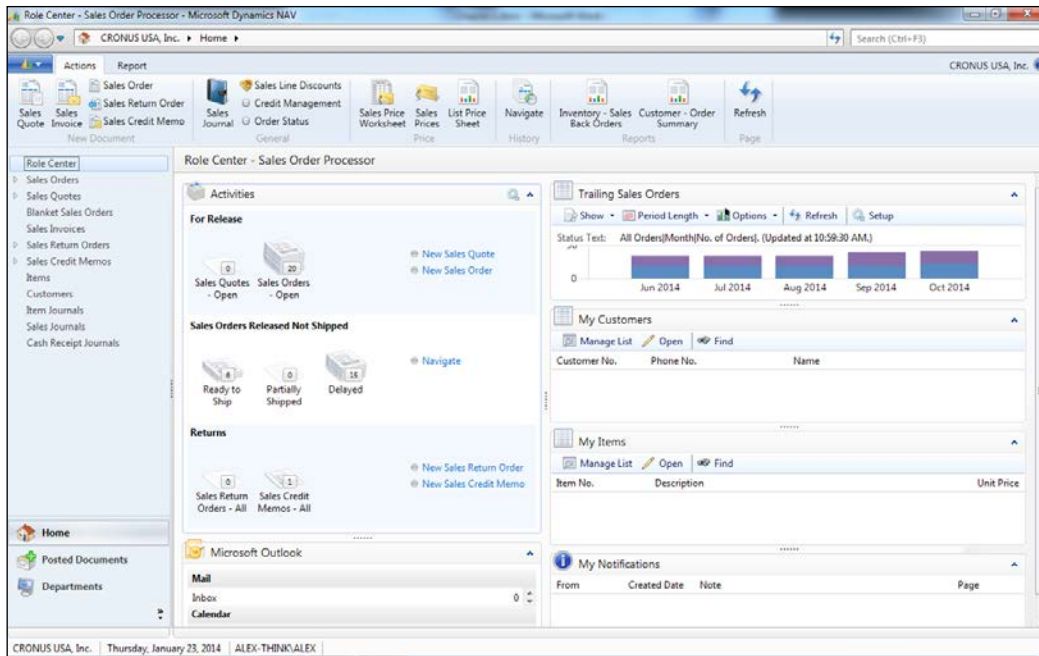 Role Center - Sales Order Processor - Microsoft Dynamics NAV
CRONUS USA, Inc. Home
Search (Ctrl+F3)
Actions Report
CRONUS USA, Inc.
Sales Quote
Sales Invoice
Sales Order
Sales Return Order
Sales Credit Memo
New Document
Sales Journal
Sales Line Discounts
Credit Management
Order Status
General
Sales Price Worksheet
Sales Prices
List Price Sheet
Price
Navigate
History
Inventory - Sales Back Orders
Customer - Order Summary
Reports
Refresh
Page
Role Center
Sales Orders
Sales Quotes
Blanket Sales Orders
Sales Invoices
Sales Return Orders
Sales Credit Memos
Items
Customers
Item Journals
Sales Journals
Cash Receipt Journals
Home
Posted Documents
Departments
Role Center - Sales Order Processor
Activities
For Release
0
Sales Quotes - Open
20
Sales Orders - Open
New Sales Quote
New Sales Order
Sales Orders Released Not Shipped
6
Ready to Ship
0
Partially Shipped
16
Delayed
Navigate
Returns
0
Sales Return Orders - All
1
Sales Credit Memos - All
New Sales Return Order
New Sales Credit Memo
Microsoft Outlook
Mail
Inbox 0
Calendar
Trailing Sales Orders
Show Period Length Options Refresh Setup
Status Text: All Orders|Month|No. of Orders|. (Updated at 10:59:30 AM.)
0
Jun 2014 Jul 2014 Aug 2014 Sep 2014 Oct 2014
My Customers
Manage List Open Find
Customer No. Phone No. Name
My Items
Manage List Open Find
Item No. Description Unit Price
My Notifications
From Created Date Note Page
CRONUS USA, Inc. Thursday, January 23, 2014 ALEX-THINK\ALEX